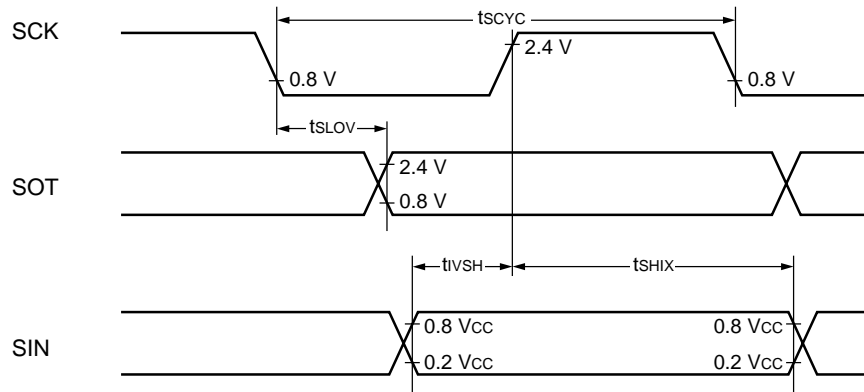 SCK
tSCYC
2.4 V
0.8 V
0.8 V
tSLOV
SOT
2.4 V
0.8 V
tIVSH
tSHIX
SIN
0.8 VCC
0.8 VCC
0.2 VCC
0.2 VCC